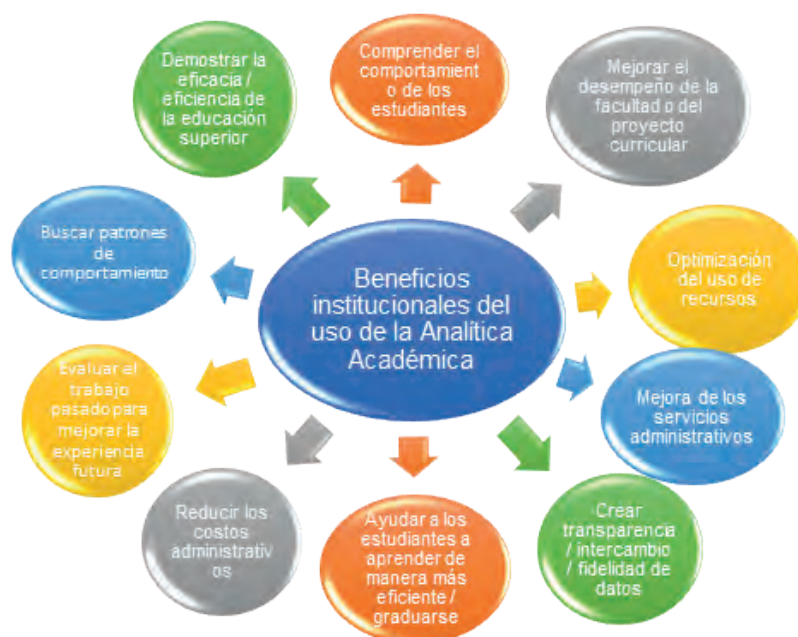 Demostrar la
eficacia /
eficiencia de
la educación
superior
Comprender el
comportamient
o de los
estudiantes
Mejorar el
desempeño de la
facultad o del
proyecto
curricular
Buscar patrones
de
comportamiento
Beneficios
institucionales del
uso de la Analítica
Académica
Optimización
del uso de
recursos
Evaluar el
trabajo
pasado para
mejorar la
experiencia
futura
Mejora de los
servicios
administrativos
Reducir los
costos
administrativ
os
Ayudar a los
estudiantes a
aprender de
manera más
eficiente /
graduarse
Crear
transparencia
/ intercambio
/ fidelidad de
datos